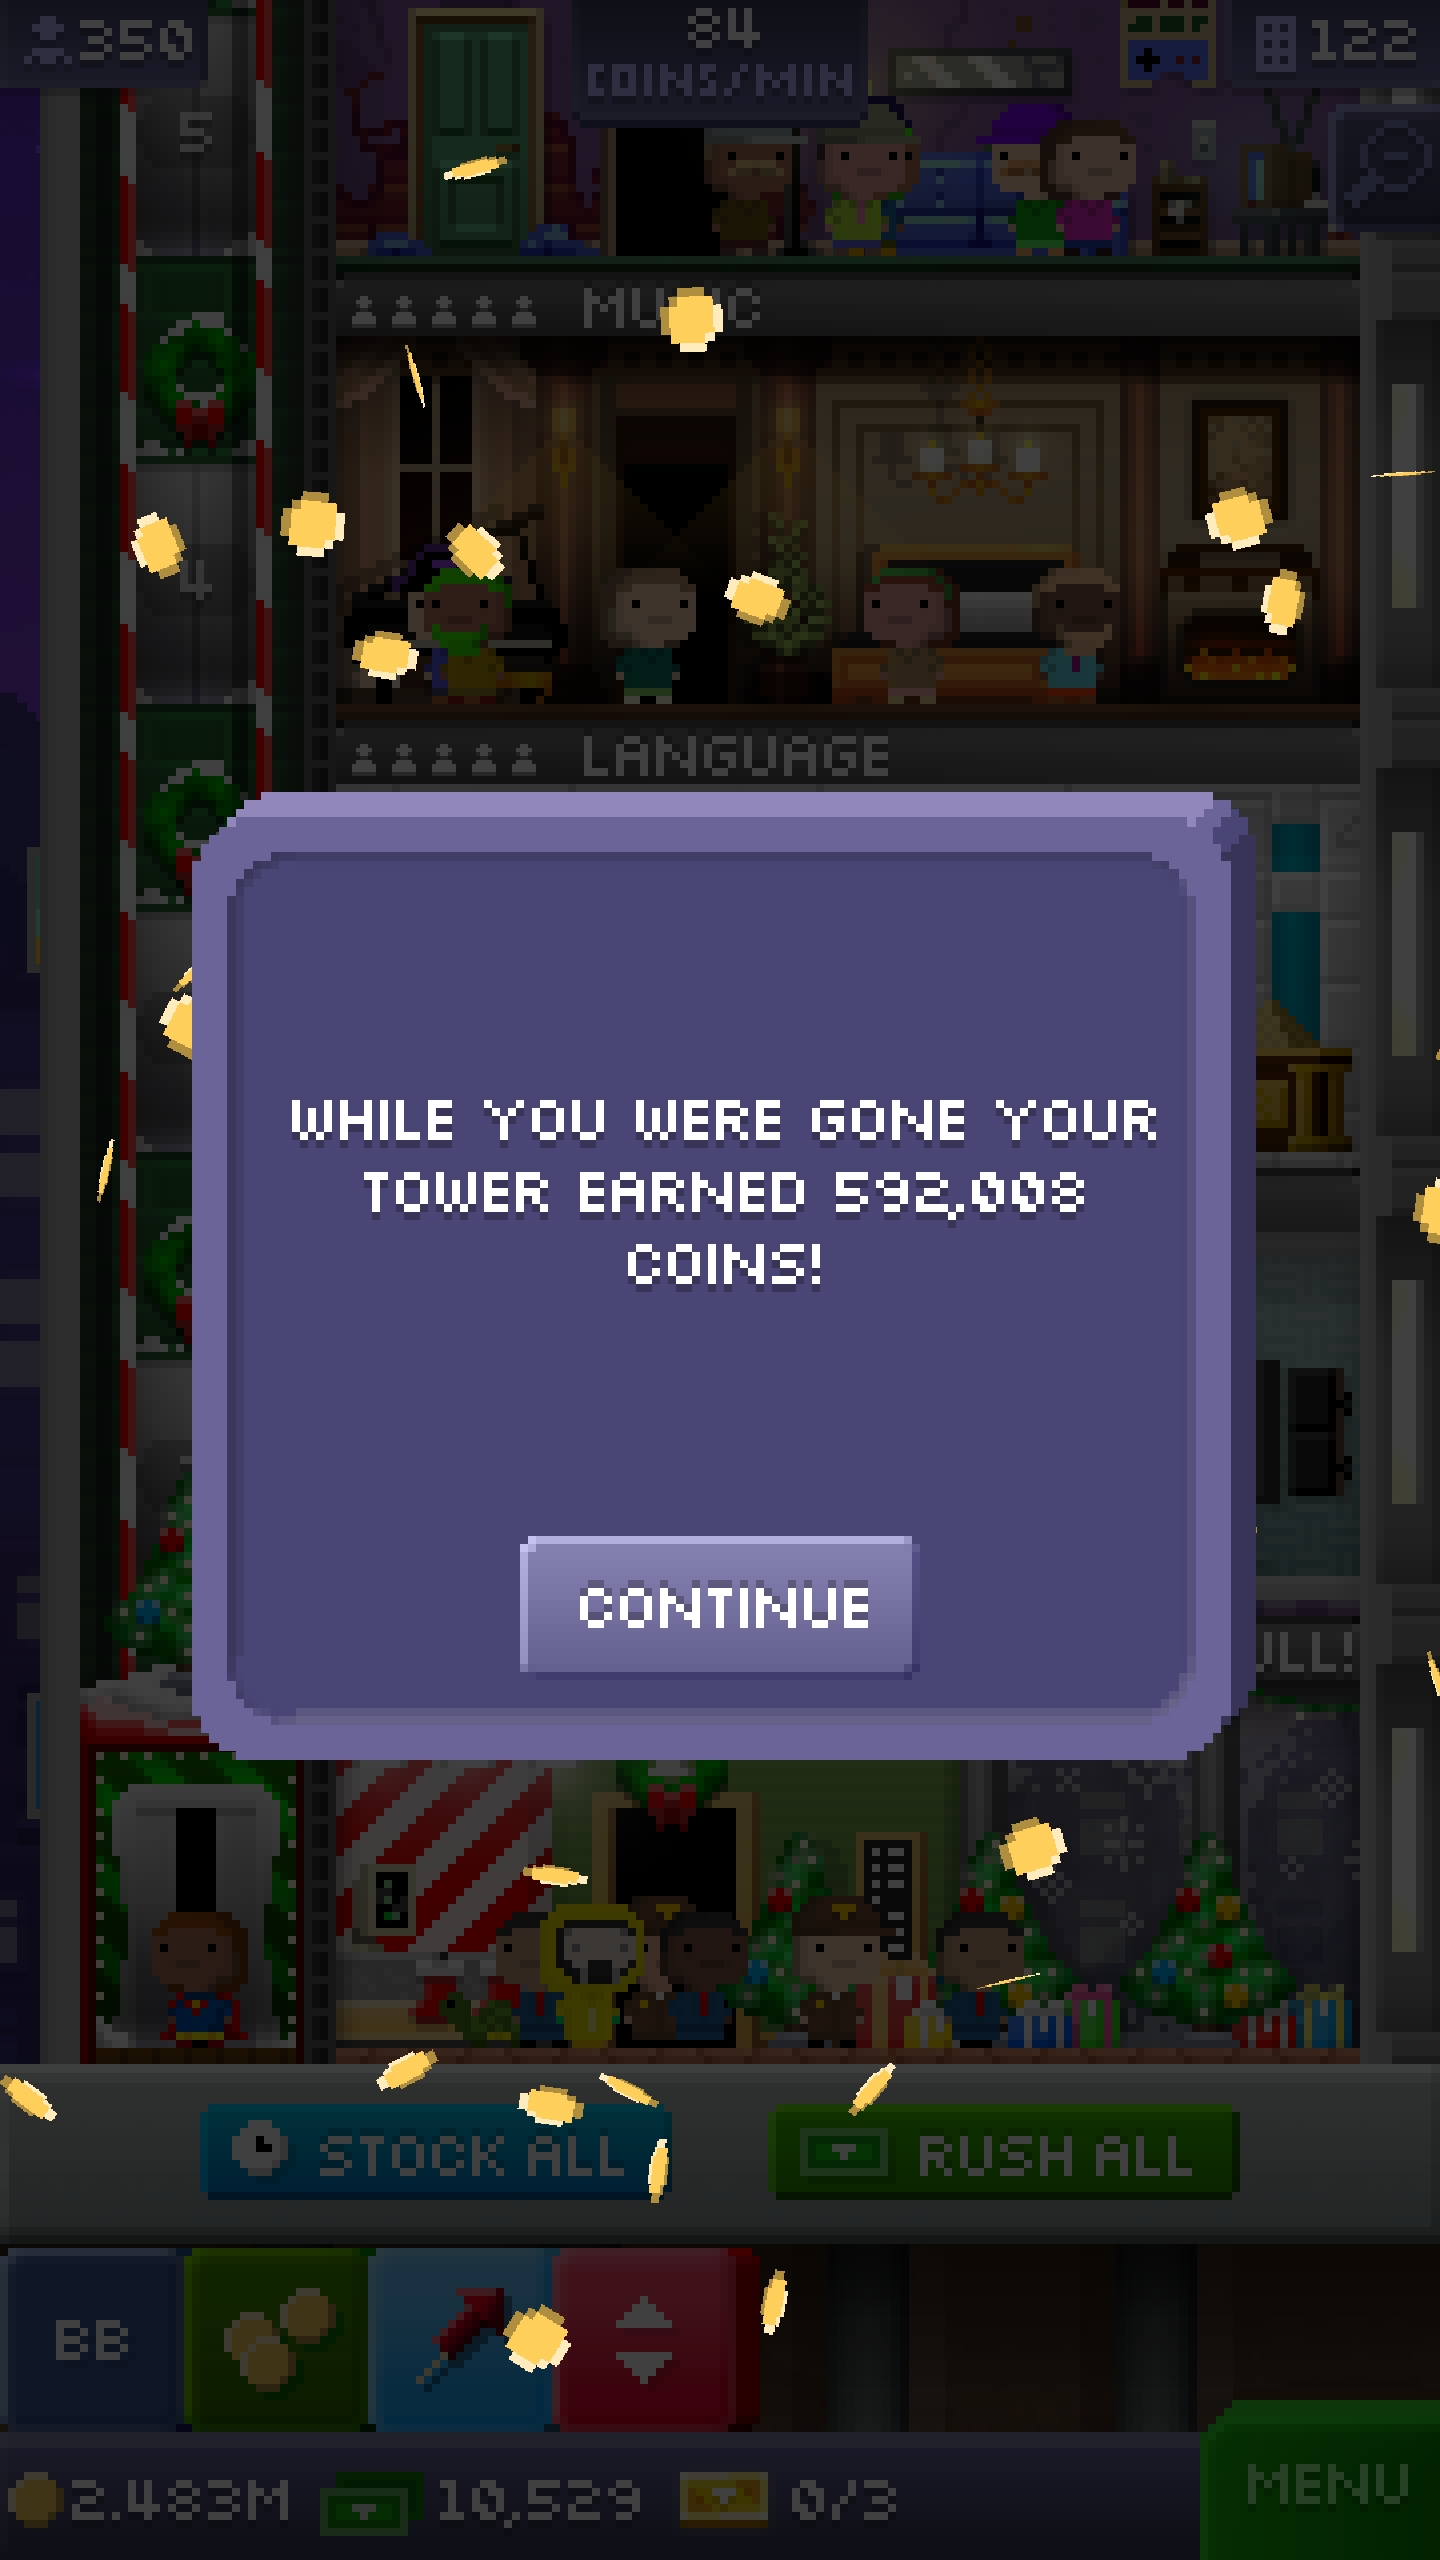 350
84
COINS/MIN
122
5
MUSIC
4
LANGUAGE
WHILE YOU WERE GONE YOUR
TOWER EARNED 592,008
COINS!
CONTINUE
STOCK ALL
RUSH ALL
BB
2.483M
10,529
0/3
MENU